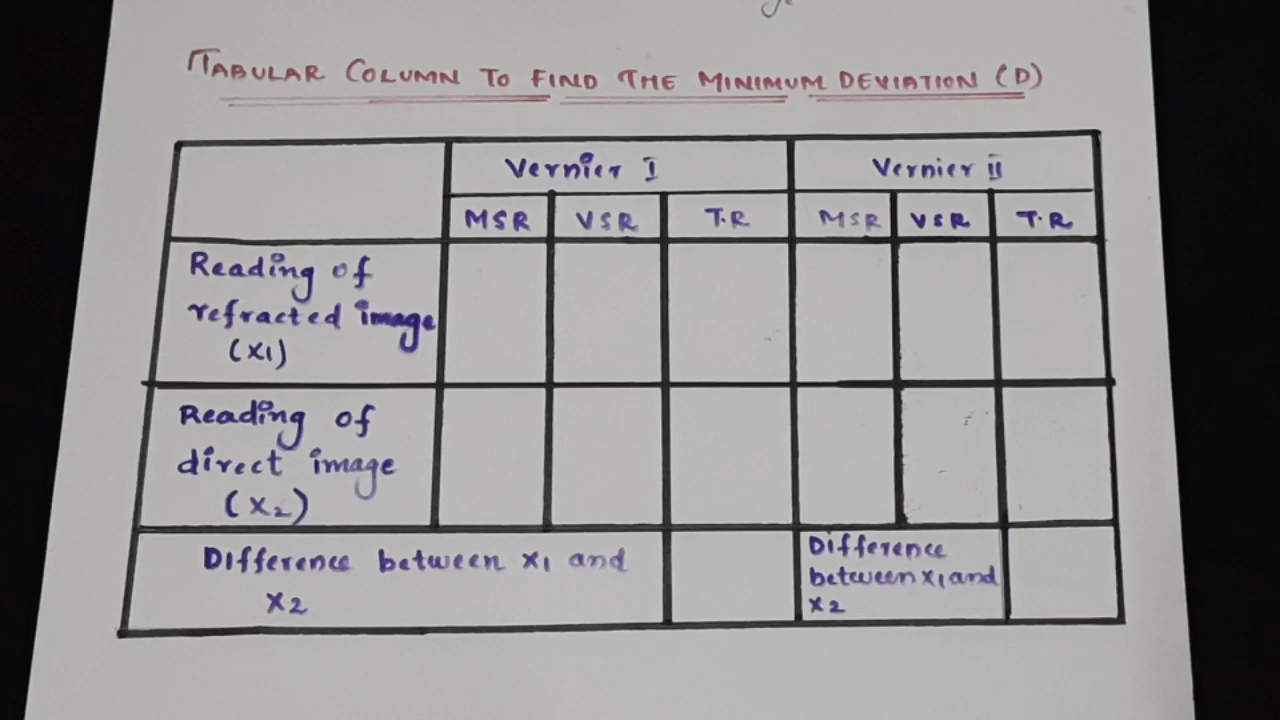 TABULAR COLUMN TO FIND THE MINIMUM DEVIATION (D)
Vernier I
Vernier II
MSR VSR T.R MSR VSR T.R
Reading of
refracted image
(x1)
Reading of
direct image
(x2)
Difference between x1 and
x2
Difference
between x1 and
x2